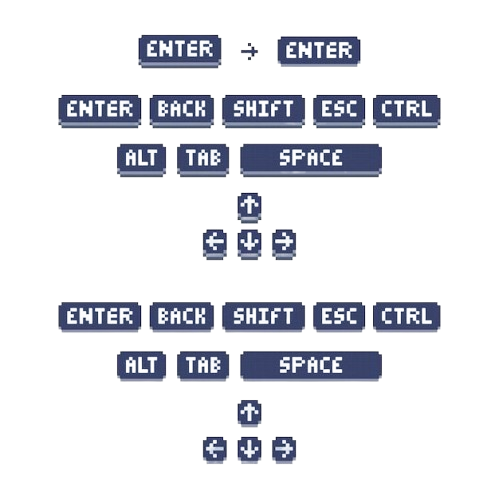 ENTER → ENTER
ENTER BACK SHIFT ESC CTRL
ALT TAB SPACE
↑
← ↓ →
ENTER BACK SHIFT ESC CTRL
ALT TAB SPACE
↑
← ↓ →